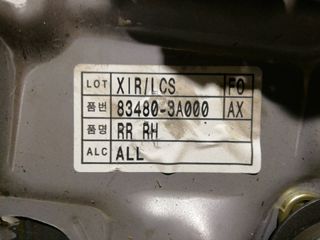 LOT XIR/LCS FO
품번 83480-3A000 AX
품명 RR RH
ALC ALL